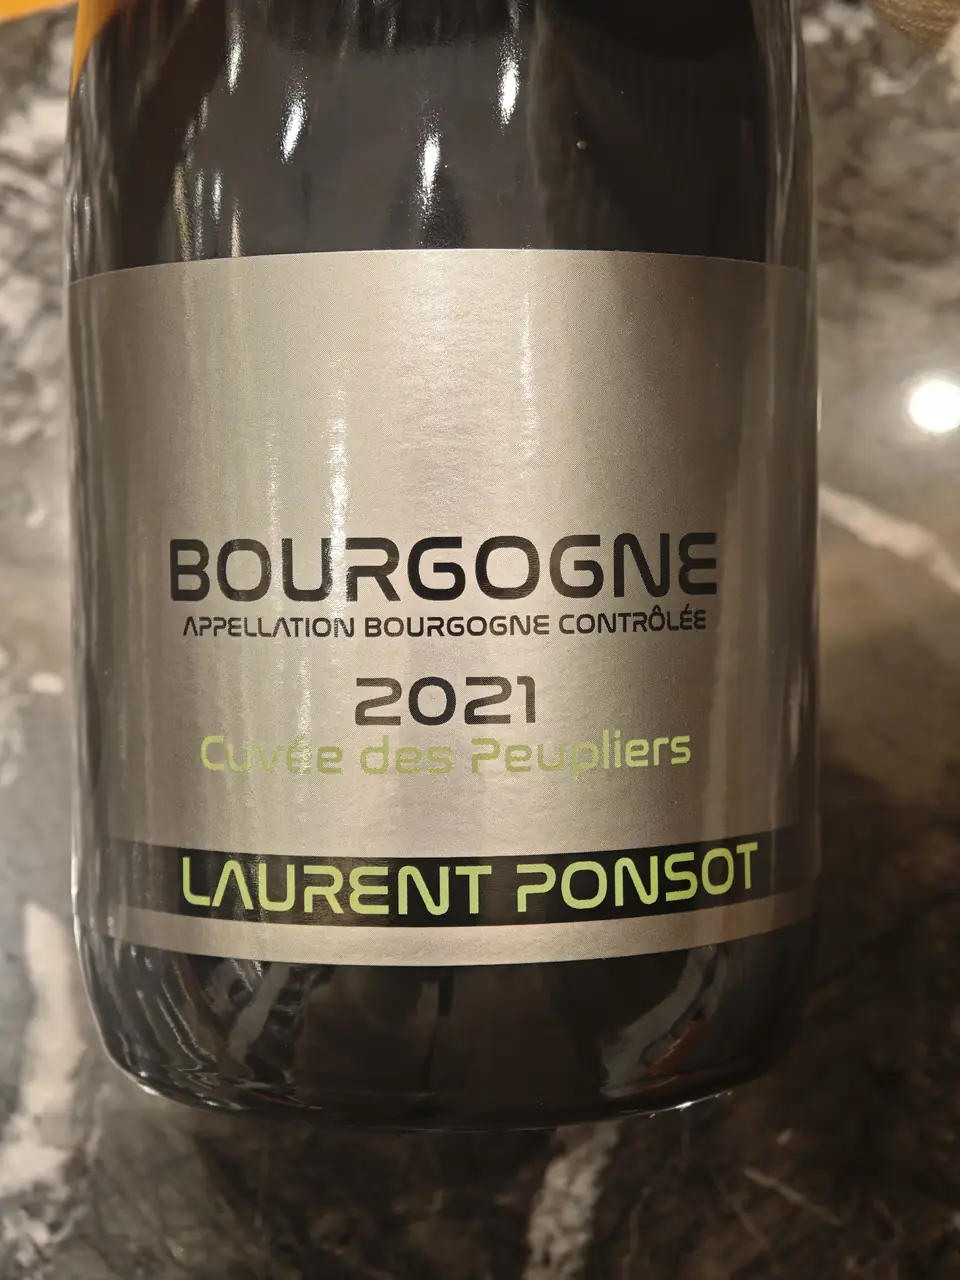 BOURGOGNE
APPELLATION BOURGOGNE CONTRÔLÉE
2021
Cuvée des Peupliers
LAURENT PONSOT